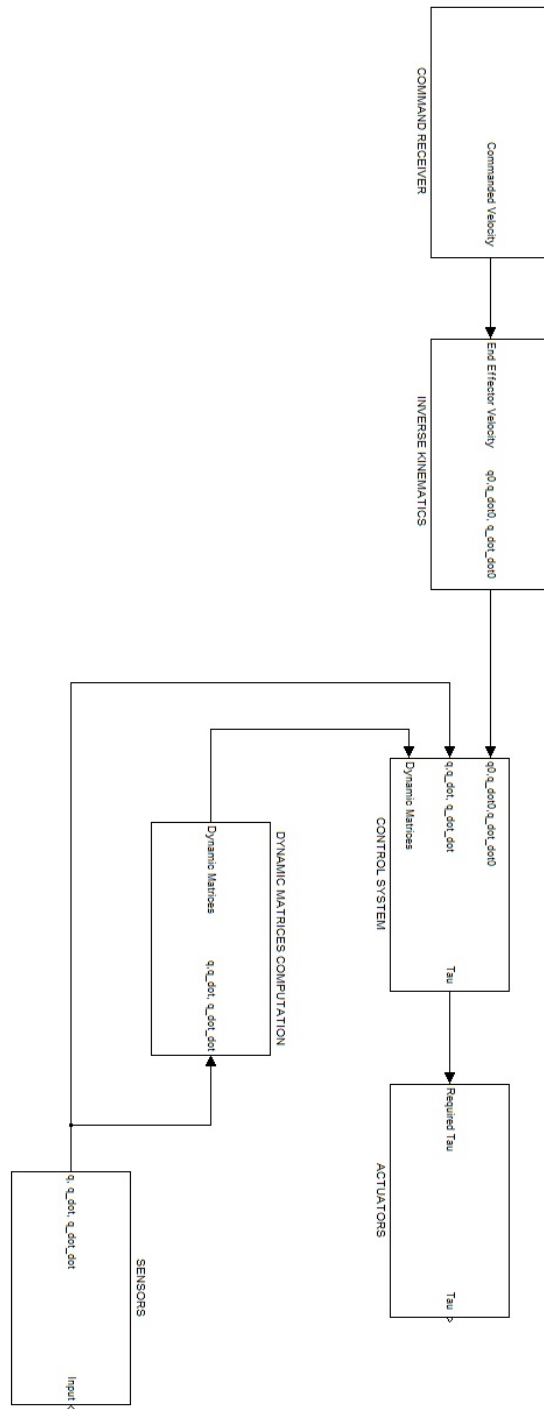 Commanded Velocity
COMMAND RECEIVER
End Effector Velocity
q0,q_dot0, q_dot_dot0
INVERSE KINEMATICS
q0,q_dot0,q_dot_dot0
q,q_dot, q_dot_dot
Dynamic Matrices
Tau
CONTROL SYSTEM
Required Tau
Tau
ACTUATORS
Dynamic Matrices
q,q_dot, q_dot_dot
DYNAMIC MATRICES COMPUTATION
q, q_dot, q_dot_dot
Input
SENSORS